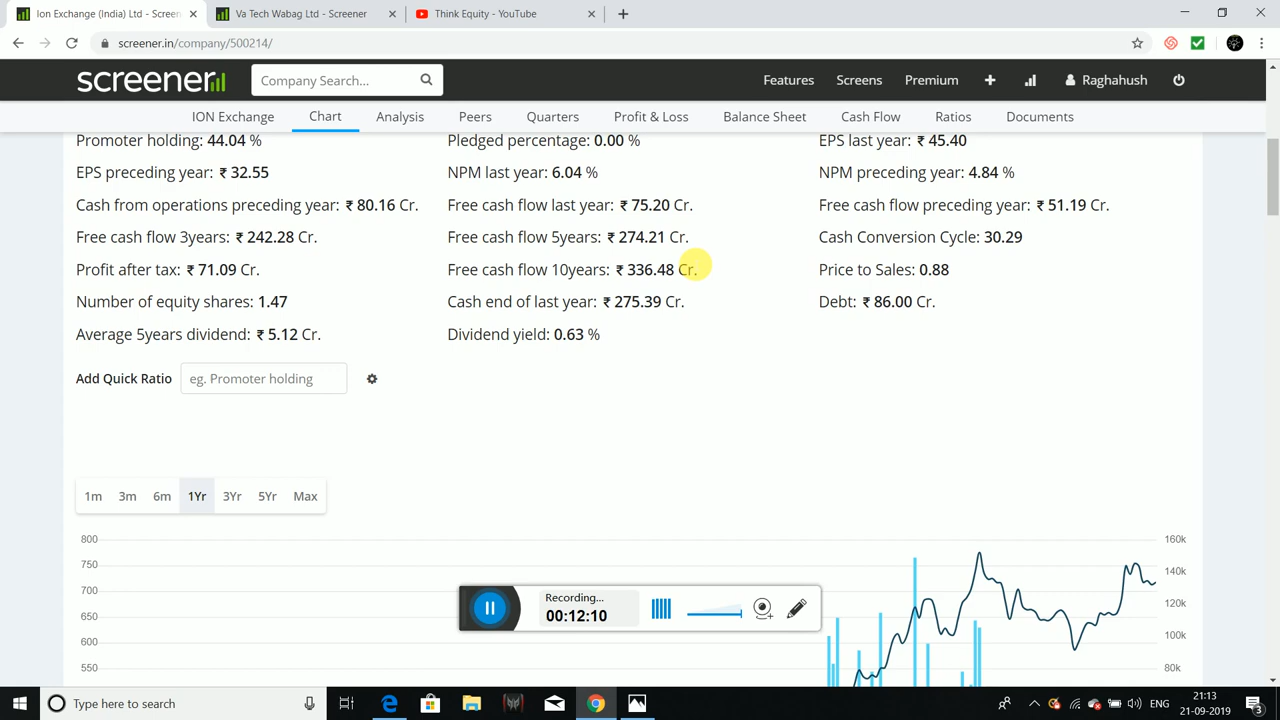 Ion Exchange (India) Ltd - Screen
Va Tech Wabag Ltd - Screener
Think Equity - YouTube
screener.in/company/500214/
screener
Company Search...
Features
Screens
Premium
Raghahush
ION Exchange
Chart
Analysis
Peers
Quarters
Profit & Loss
Balance Sheet
Cash Flow
Ratios
Documents
Promoter holding: 44.04 %
Pledged percentage: 0.00 %
EPS last year: ₹ 45.40
EPS preceding year: ₹ 32.55
NPM last year: 6.04 %
NPM preceding year: 4.84 %
Cash from operations preceding year: ₹ 80.16 Cr.
Free cash flow last year: ₹ 75.20 Cr.
Free cash flow preceding year: ₹ 51.19 Cr.
Free cash flow 3years: ₹ 242.28 Cr.
Free cash flow 5years: ₹ 274.21 Cr.
Cash Conversion Cycle: 30.29
Profit after tax: ₹ 71.09 Cr.
Free cash flow 10years: ₹ 336.48 Cr.
Price to Sales: 0.88
Number of equity shares: 1.47
Cash end of last year: ₹ 275.39 Cr.
Debt: ₹ 86.00 Cr.
Average 5years dividend: ₹ 5.12 Cr.
Dividend yield: 0.63 %
Add Quick Ratio
eg. Promoter holding
1m
3m
6m
1Yr
3Yr
5Yr
Max
800
160k
750
140k
700
120k
650
600
100k
550
80k
Recording...
00:12:10
Type here to search
ENG
21:13
21-09-2019
3